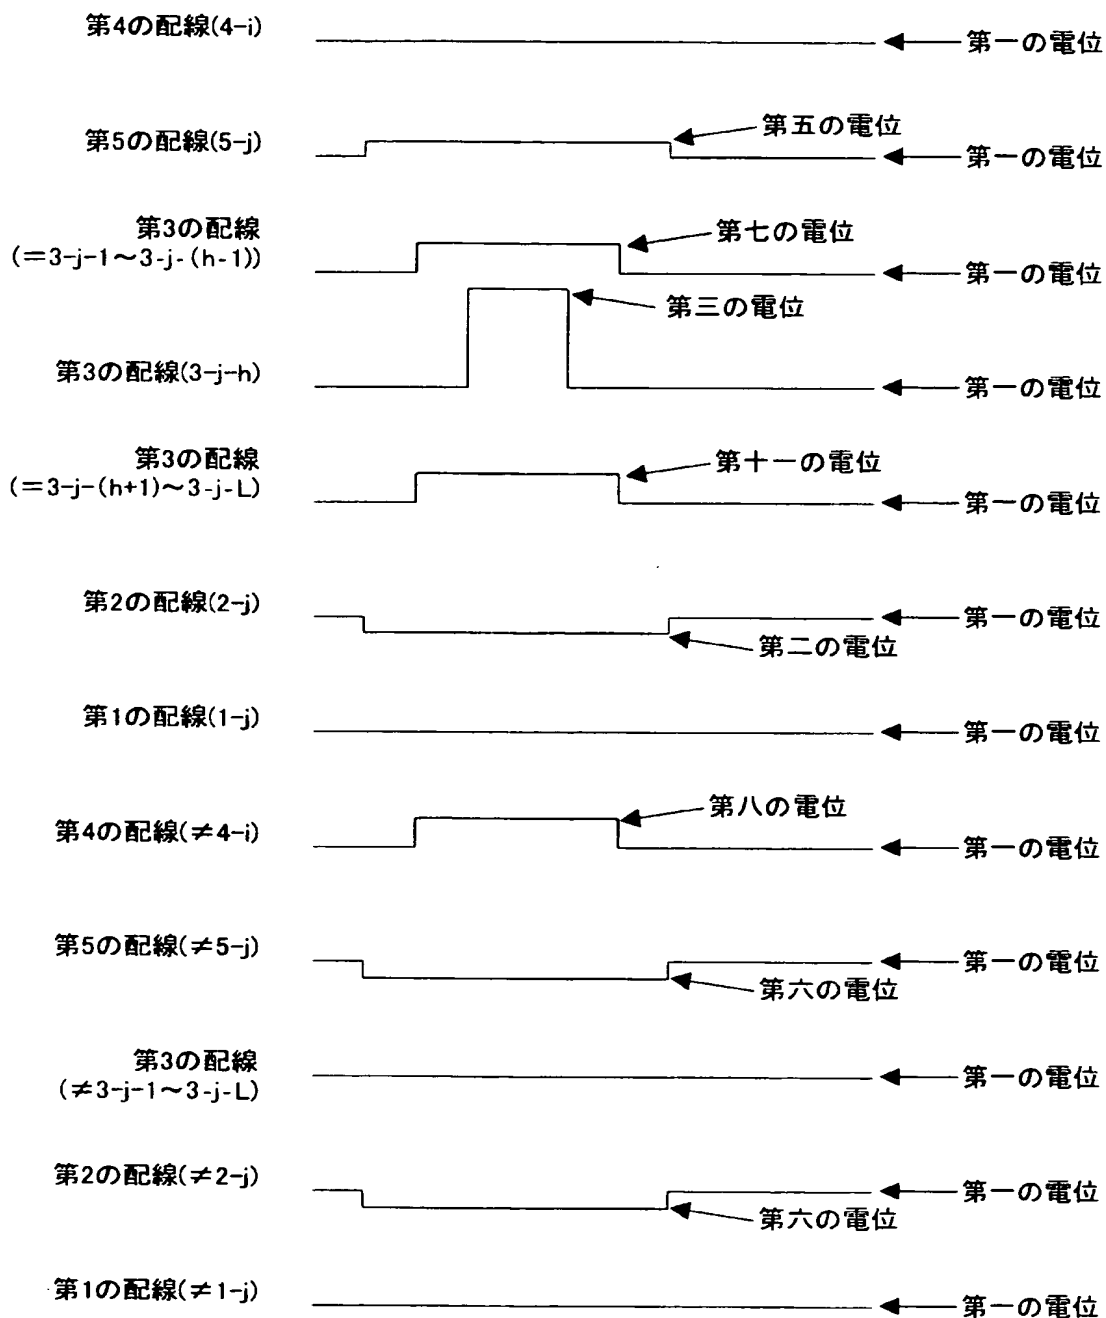 第4の配線(4-i)
第一の電位
第5の配線(5-j)
第五の電位
第一の電位
第3の配線
(=3-j-1~3-j-(h-1))
第七の電位
第一の電位
第三の電位
第3の配線(3-j-h)
第一の電位
第3の配線
(=3-j-(h+1)~3-j-L)
第十一の電位
第一の電位
第2の配線(2-j)
第一の電位
第二の電位
第1の配線(1-j)
第一の電位
第4の配線(≠4-i)
第八の電位
第一の電位
第5の配線(≠5-j)
第一の電位
第六の電位
第3の配線
(≠3-j-1~3-j-L)
第一の電位
第2の配線(≠2-j)
第一の電位
第六の電位
第1の配線(≠1-j)
第一の電位